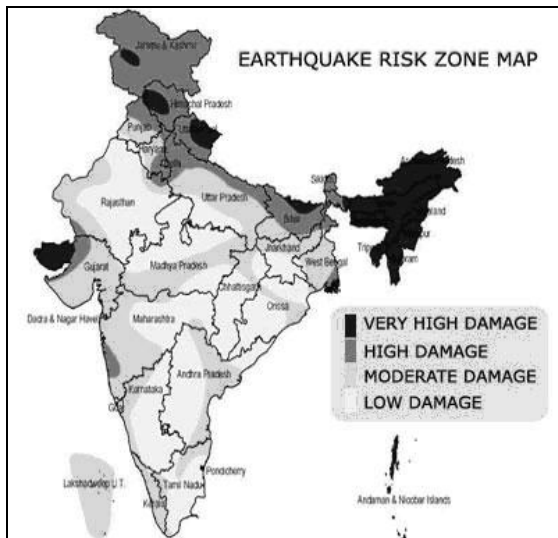 EARTHQUAKE RISK ZONE MAP
Jammu & Kashmir
Himachal Pradesh
Punjab
Haryana
Rajasthan
Uttar Pradesh
Sikkim
Bihar
Jharkhand
West Bengal
Gujarat
Madhya Pradesh
Chhattisgarh
Orissa
Dadra & Nagar Haveli
Maharashtra
Andhra Pradesh
Karnataka
Goa
Pondicherry
Tamil Nadu
Kerala
Lakshadweep U.T.
Andaman & Nicobar Islands
VERY HIGH DAMAGE
HIGH DAMAGE
MODERATE DAMAGE
LOW DAMAGE